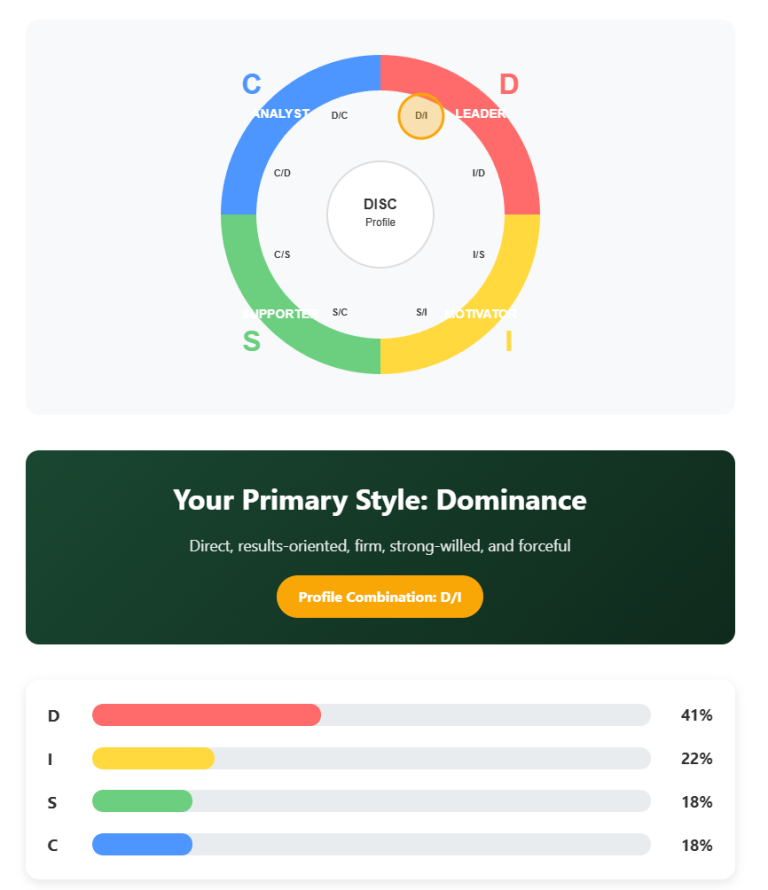 C
D
ANALYST
D/C
D/I
LEADER
C/D
I/D
DISC
Profile
C/S
I/S
SUPPORTER
S/C
S/I
MOTIVATOR
S
I
Your Primary Style: Dominance
Direct, results-oriented, firm, strong-willed, and forceful
Profile Combination: D/I
D 41%
I 22%
S 18%
C 18%